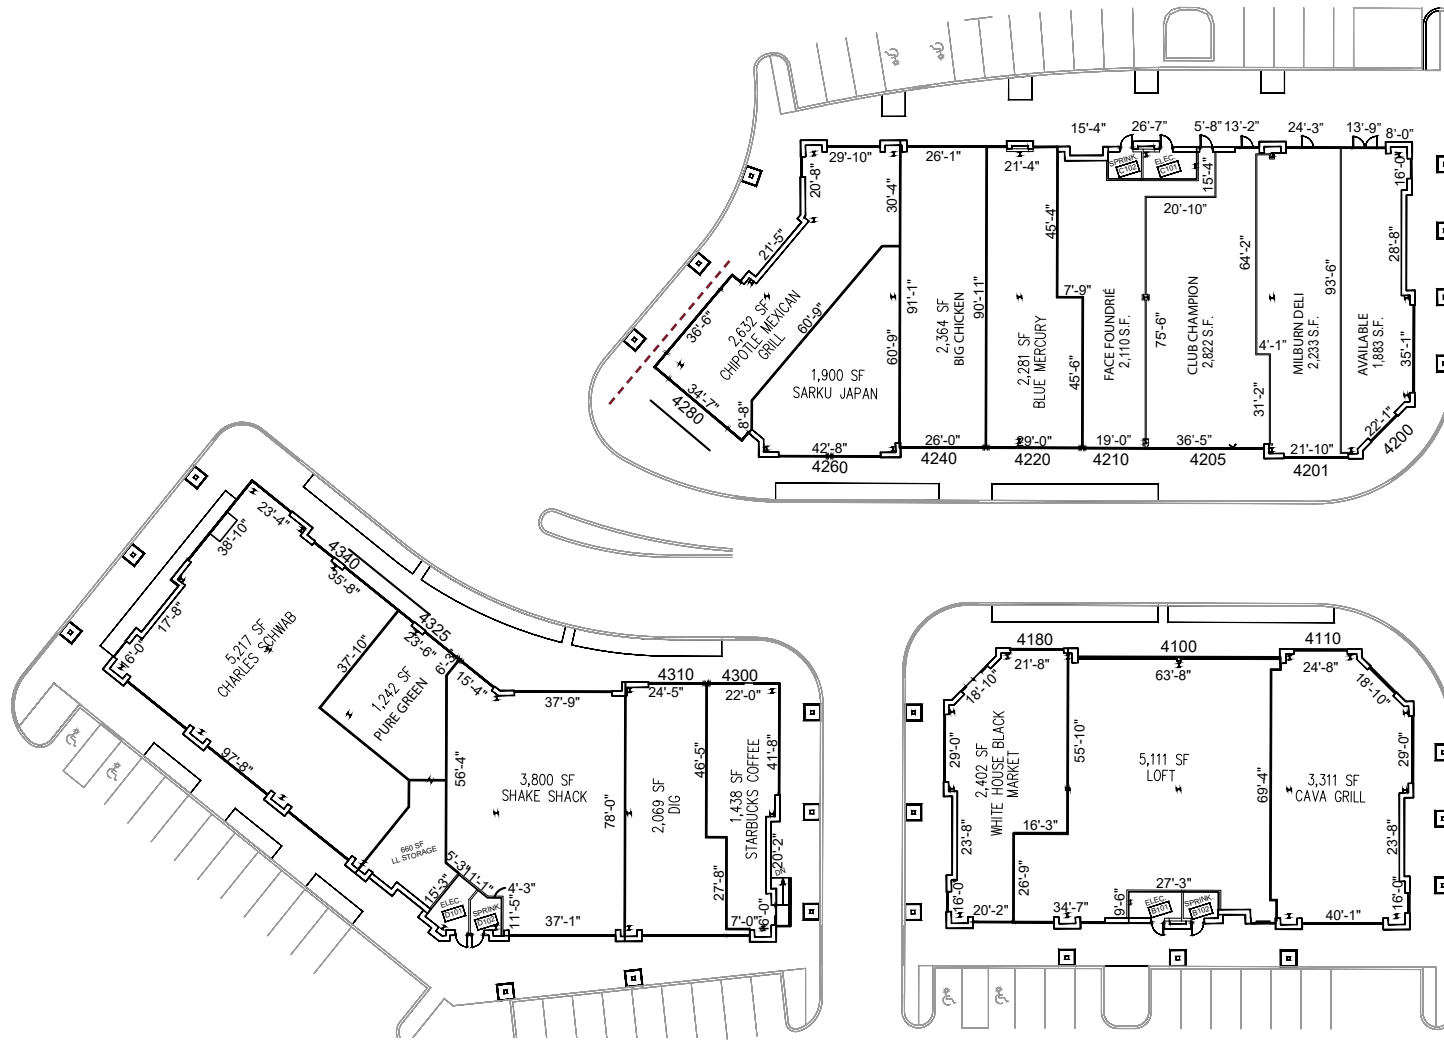 15'-4"
26'-7"
5'-8"
13'-2"
24'-3"
13'-9"
8'-0"
29'-10"
26'-1"
21'-4"
SPRINK.
C102
ELEC.
C101
15'-4"
16'-0"
20'-8"
30'-4"
20'-10"
45'-4"
21'-5"
64'-2"
28'-8"
93'-6"
91'-1"
90'-11"
7'-9"
36'-6"
2,632 SF
CHIPOTLE MEXICAN
GRILL
60'-9"
60'-9"
2,364 SF
BIG CHICKEN
2,281 SF
BLUE MERCURY
FACE FOUNDRIÉ
2,110 S.F.
75'-6"
CLUB CHAMPION
2,822 S.F.
4'-1"
MILBURN DELI
2,233 S.F.
AVAILABLE
1,883 S.F.
35'-1"
1,900 SF
SARKU JAPAN
45'-6"
31'-2"
34'-7"
4280
8'-8"
22'-1"
4200
42'-8"
4260
26'-0"
4240
29'-0"
4220
19'-0"
4210
36'-5"
4205
21'-10"
4201
23'-4"
38'-10"
4340
35'-8"
17'-8"
16'-0"
5,217 SF
CHARLES SCHWAB
4325
23'-6"
6'-3"
37'-10"
1,242 SF
PURE GREEN
15'-4"
97'-8"
56'-4"
37'-9"
4310
24'-5"
4300
22'-0"
3,800 SF
SHAKE SHACK
78'-0"
2,069 SF
DIG
46'-5"
1,438 SF
STARBUCKS COFFEE
41'-8"
20'-2"
DN
660 SF
LL STORAGE
5'-3"
11'-1"
4'-3"
15'-3"
ELEC.
D101
SPRINK.
D102
11'-5"
37'-1"
27'-8"
7'-0"
6'-0"
4180
21'-8"
4100
63'-8"
4110
24'-8"
18'-10"
18'-10"
29'-0"
2,402 SF
WHITE HOUSE BLACK
MARKET
55'-10"
5,111 SF
LOFT
69'-4"
3,311 SF
CAVA GRILL
29'-0"
23'-8"
16'-3"
26'-9"
23'-8"
16'-0"
20'-2"
34'-7"
9'-6"
27'-3"
ELEC.
B101
SPRINK.
B102
40'-1"
16'-0"